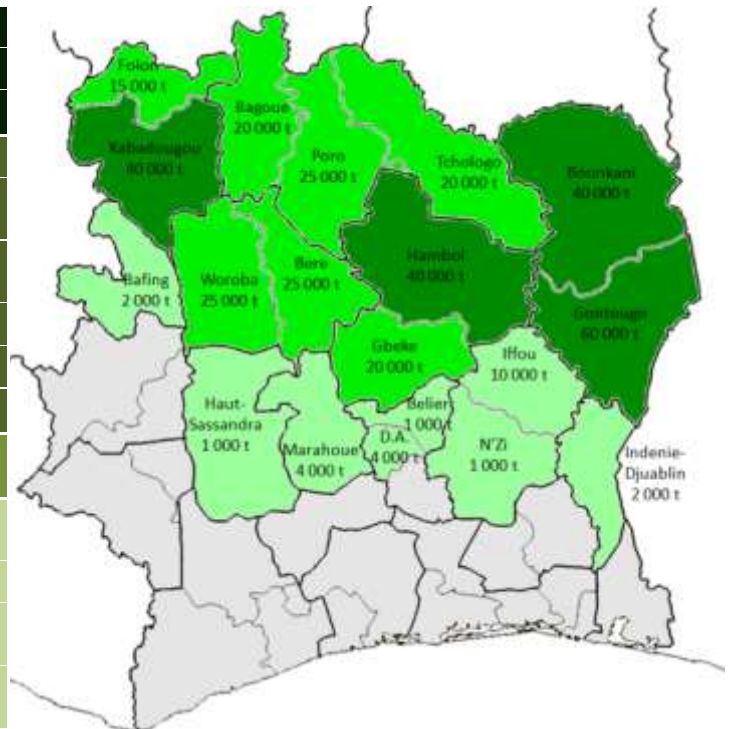 Folon
15 000 t
Bagoue
20 000 t
Kabadougou
Poro
25 000 t
Tchologo
20 000 t
Bounkani
40 000 t
Bafing
2 000 t
Woroba
25 000 t
Bere
25 000 t
Hambol
40 000 t
Gontougo
60 000 t
Gbeke
20 000 t
Iffou
10 000 t
Haut-
Sassandra
1 000 t
Marahoue
4 000 t
Belier
1 000 t
D.A.
4 000 t
N'Zi
1 000 t
Indenie-
Djuablin
2 000 t